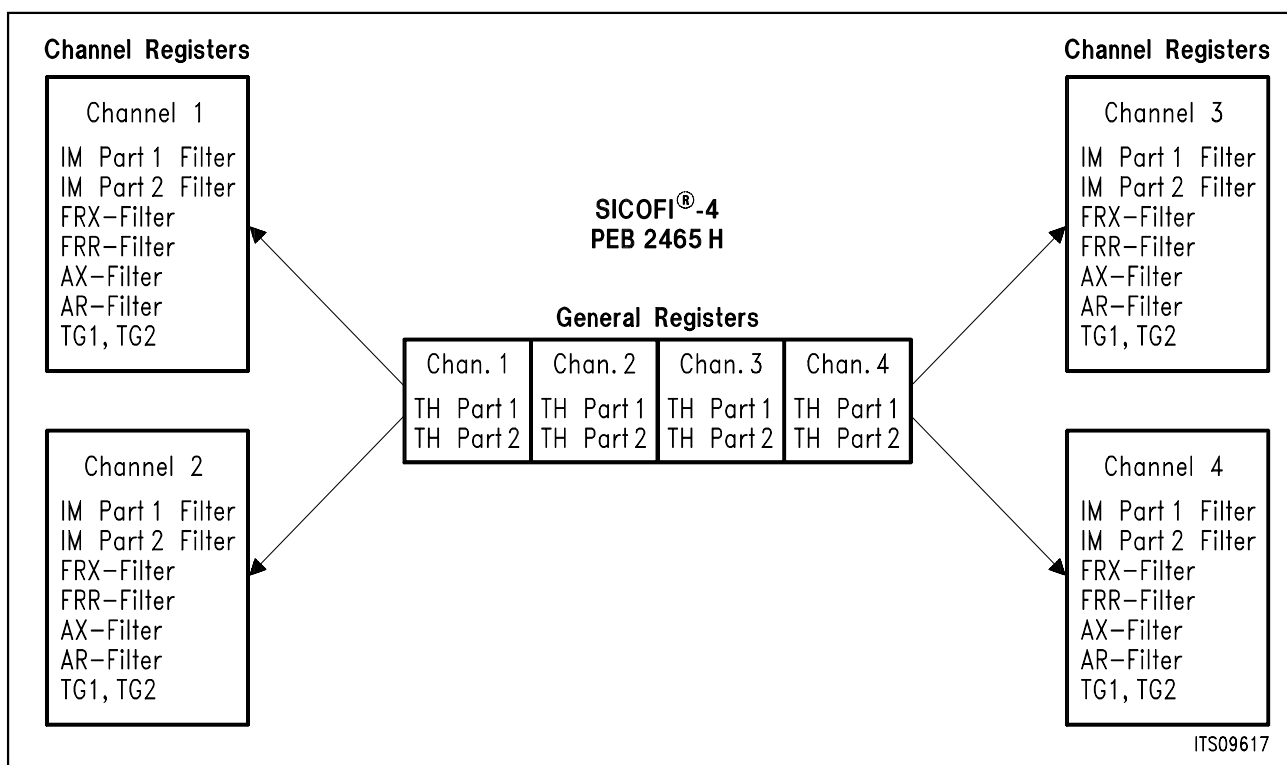 Channel Registers
Channel 1
IM Part 1 Filter
IM Part 2 Filter
FRX-Filter
FRR-Filter
AX-Filter
AR-Filter
TG1, TG2
Channel 2
IM Part 1 Filter
IM Part 2 Filter
FRX-Filter
FRR-Filter
AX-Filter
AR-Filter
TG1, TG2
SICOFI®-4
PEB 2465 H
General Registers
Chan. 1
TH Part 1
TH Part 2
Chan. 2
TH Part 1
TH Part 2
Chan. 3
TH Part 1
TH Part 2
Chan. 4
TH Part 1
TH Part 2
Channel Registers
Channel 3
IM Part 1 Filter
IM Part 2 Filter
FRX-Filter
FRR-Filter
AX-Filter
AR-Filter
TG1, TG2
Channel 4
IM Part 1 Filter
IM Part 2 Filter
FRX-Filter
FRR-Filter
AX-Filter
AR-Filter
TG1, TG2
ITS09617